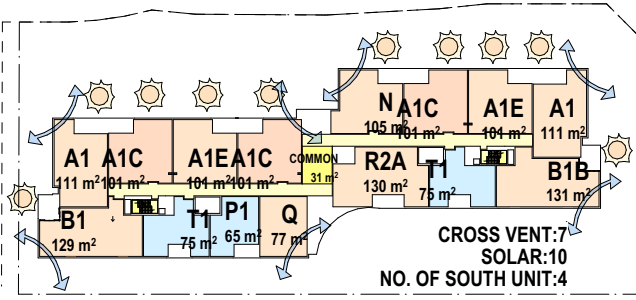 N
105 m²
A1C
101 m²
A1E
101 m²
A1
111 m²
A1
111 m²
A1C
101 m²
A1E
101 m²
A1C
101 m²
COMMON
31 m²
R2A
130 m²
T1
75 m²
B1B
131 m²
B1
129 m²
T1
75 m²
P1
65 m²
Q
77 m²
CROSS VENT:7
SOLAR:10
NO. OF SOUTH UNIT:4